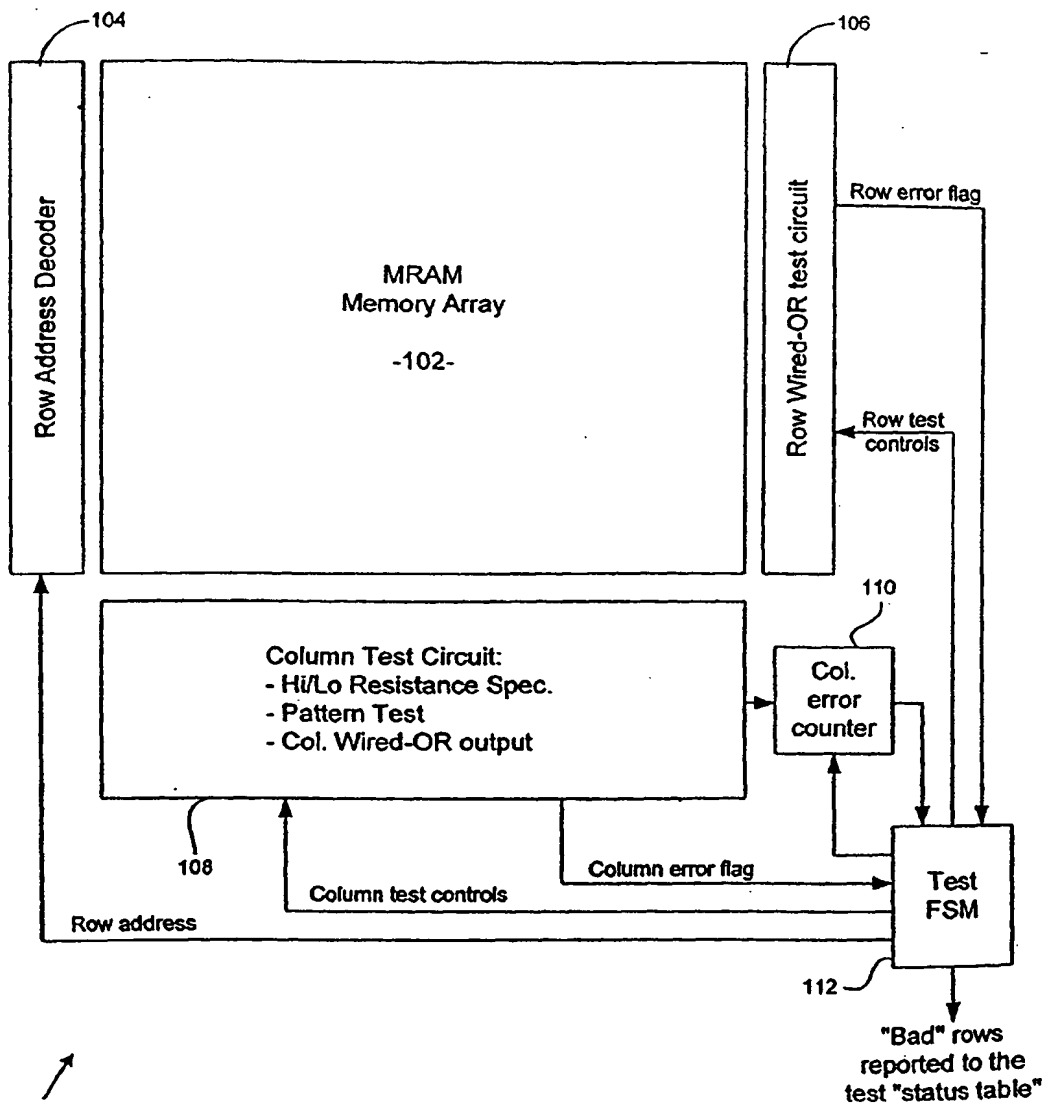 104
106
Row Address Decoder
MRAM
Memory Array
-102-
Row Wired-OR test circuit
Row error flag
Row test
controls
110
Column Test Circuit:
- Hi/Lo Resistance Spec.
- Pattern Test
- Col. Wired-OR output
Col.
error
counter
108
Column error flag
Column test controls
Row address
Test
FSM
112
"Bad" rows
reported to the
test "status table"